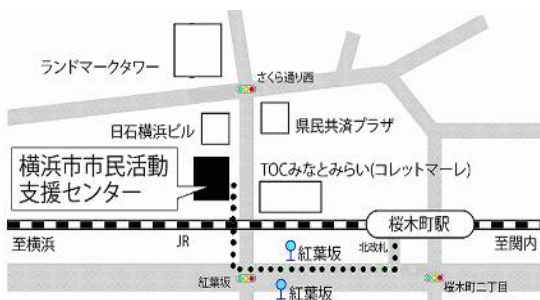 ランドマークタワー
さくら通り西
日石横浜ビル
県民共済プラザ
横浜市市民活動
支援センター
TOCみなとみらい(コレットマーレ)
桜木町駅
至横浜
JR
北改札
至関内
紅葉坂
紅葉坂
桜木町二丁目
紅葉坂